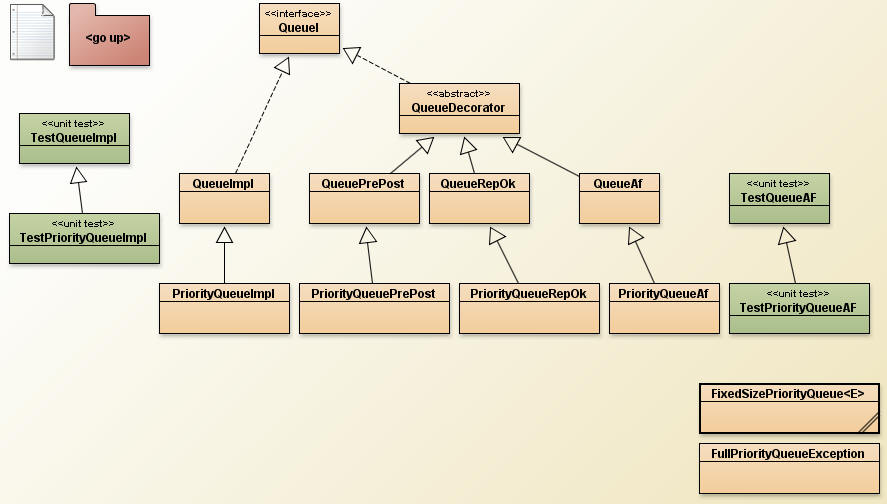 <<interface>>
QueueI
<go up>
<<abstract>>
QueueDecorator
<<unit test>>
TestQueueImpl
QueueImpl
QueuePrePost
QueueRepOk
QueueAf
<<unit test>>
TestQueueAF
<<unit test>>
TestPriorityQueueImpl
PriorityQueueImpl
PriorityQueuePrePost
PriorityQueueRepOk
PriorityQueueAf
<<unit test>>
TestPriorityQueueAF
FixedSizePriorityQueue<E>
FullPriorityQueueException